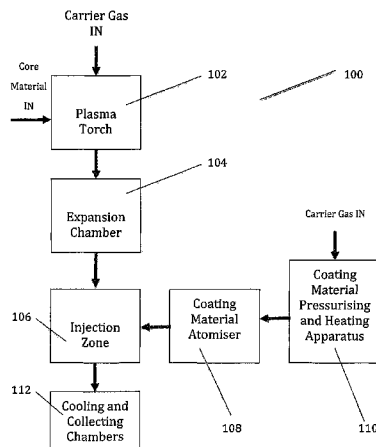 Carrier Gas
IN
102
100
Core
Material
IN
Plasma
Torch
104
Expansion
Chamber
Carrier Gas IN
106
Injection
Zone
Coating
Material
Atomiser
Coating
Material
Pressurising
and Heating
Apparatus
112
Cooling and
Collecting
Chambers
108
110